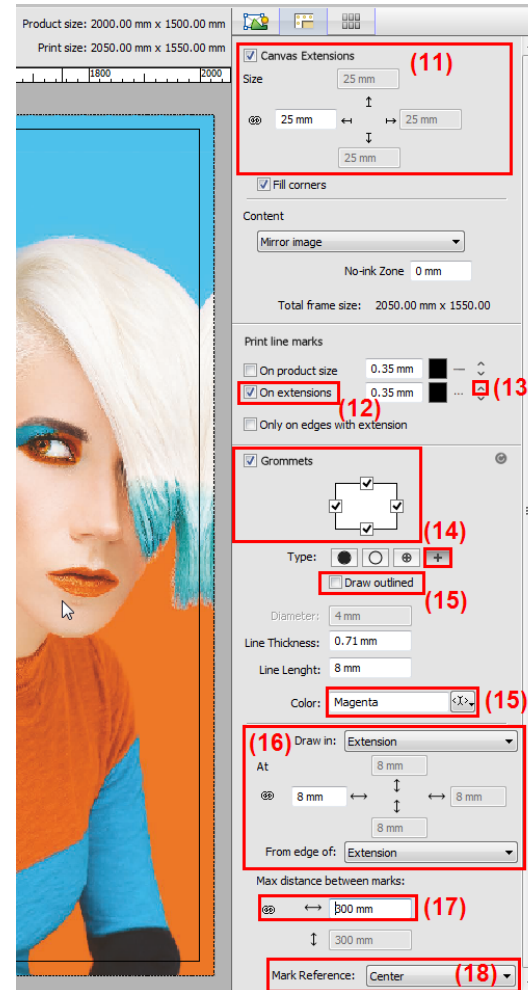 Product size: 2000.00 mm x 1500.00 mm
Print size: 2050.00 mm x 1550.00 mm
1800
2000
Canvas Extensions
(11)
Size
25 mm
25 mm
25 mm
25 mm
Fill corners
Content
Mirror image
No-ink Zone 0 mm
Total frame size: 2050.00 mm x 1550.00
Print line marks
On product size 0.35 mm
On extensions 0.35 mm ... (13
(12)
Only on edges with extension
Grommets
(14)
Type:
Draw outlined
(15)
Diameter: 4 mm
Line Thickness: 0.71 mm
Line Lenght: 8 mm
Color: Magenta <I> (15)
(16) Draw in: Extension
At 8 mm
8 mm
8 mm
8 mm
From edge of: Extension
Max distance between marks:
300 mm (17)
300 mm
Mark Reference: Center (18)